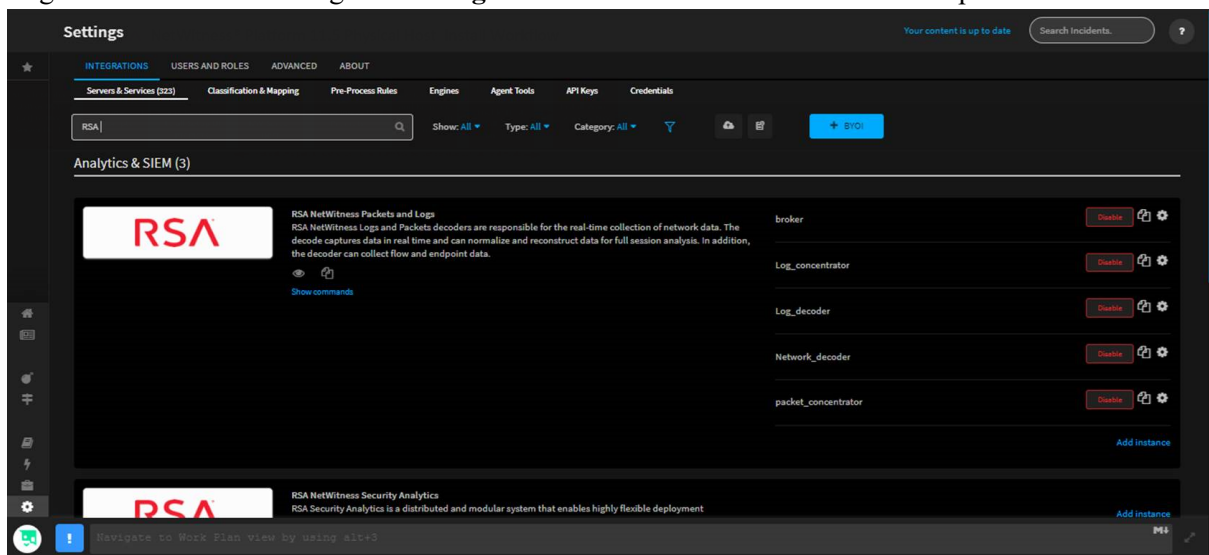 Settings
Your content is up to date
Search Incidents.
?
INTEGRATIONS USERS AND ROLES ADVANCED ABOUT
Servers & Services (323) Classification & Mapping Pre-Process Rules Engines Agent Tools API Keys Credentials
RSA
Show: All Type: All Category: All
+ BYOI
Analytics & SIEM (3)
RSA
RSA NetWitness Packets and Logs
RSA NetWitness Logs and Packets decoders are responsible for the real-time collection of network data. The
decode captures data in real time and can normalize and reconstruct data for full session analysis. In addition,
the decoder can collect flow and endpoint data.
Show commands
broker Disable
Log_concentrator Disable
Log_decoder Disable
Network_decoder Disable
packet_concentrator Disable
Add instance
RSA
RSA NetWitness Security Analytics
RSA Security Analytics is a distributed and modular system that enables highly flexible deployment
Add instance
! Navigate to Work Plan view by using alt+3
M↓